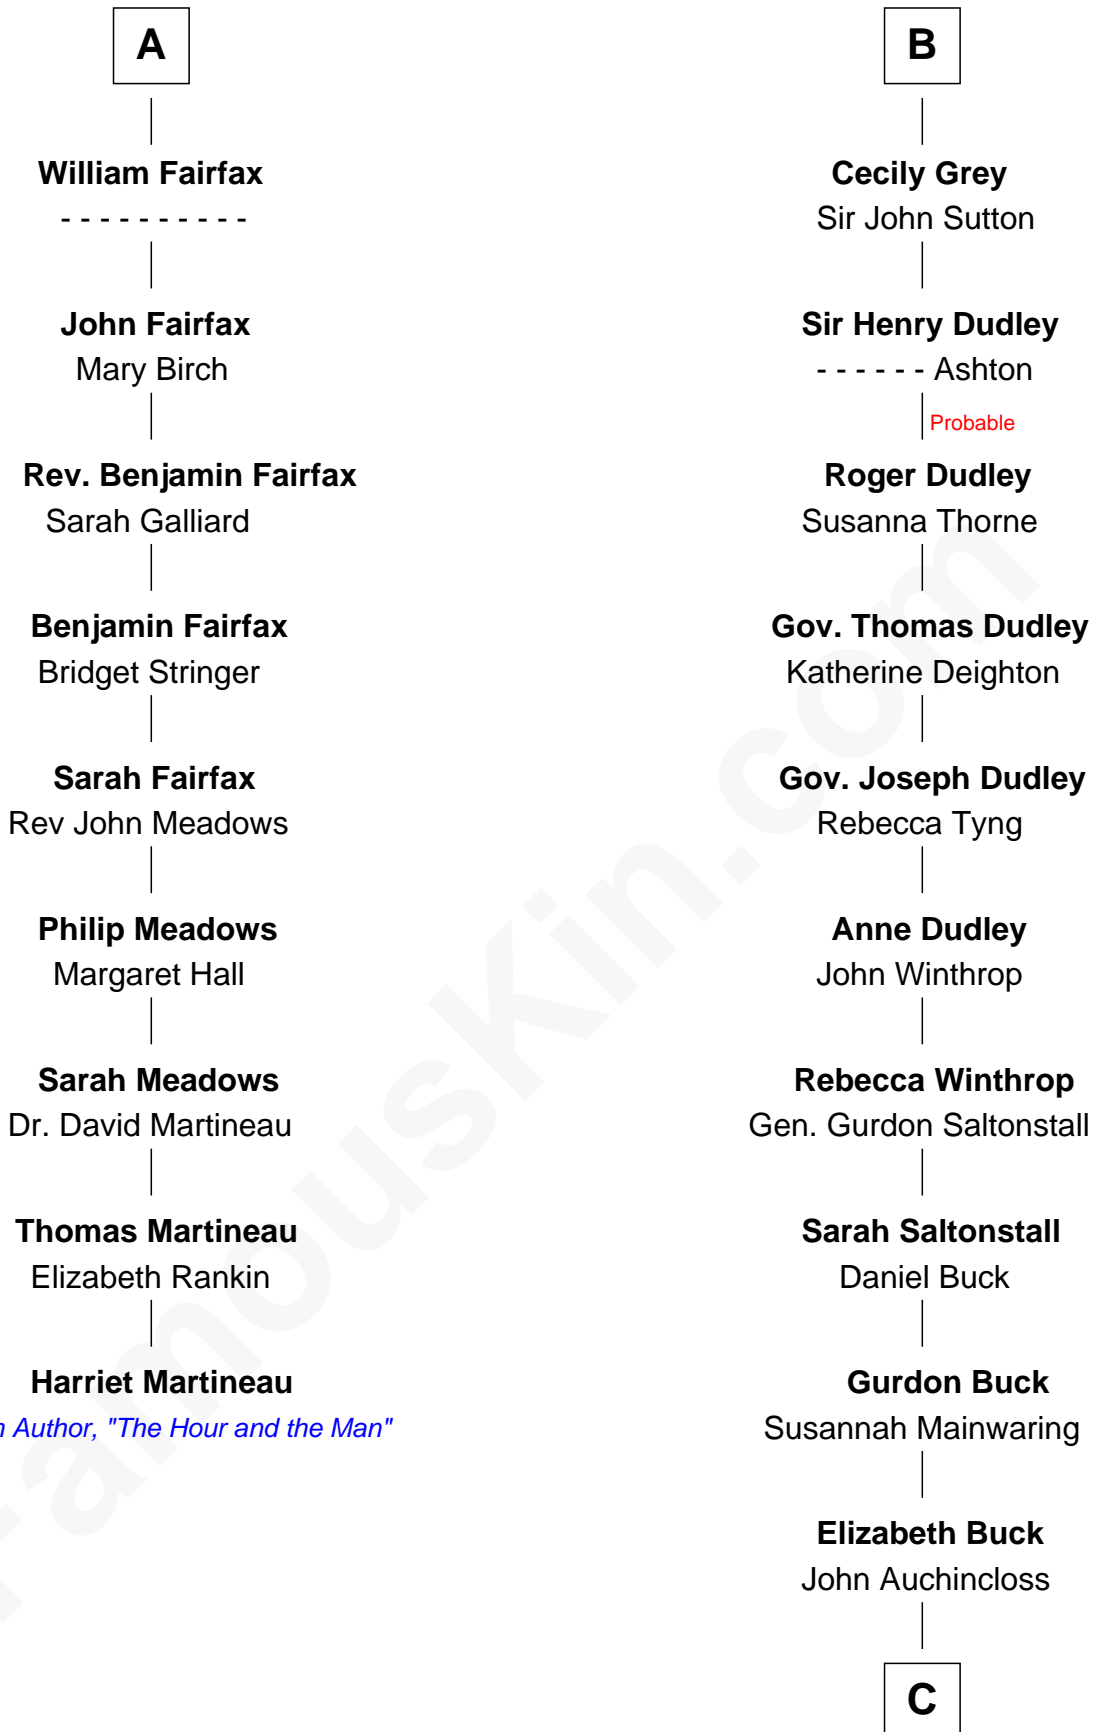 A
William Fairfax
- - - - - - - - - -
John Fairfax
Mary Birch
Rev. Benjamin Fairfax
Sarah Galliard
Benjamin Fairfax
Bridget Stringer
Sarah Fairfax
Rev John Meadows
Philip Meadows
Margaret Hall
Sarah Meadows
Dr. David Martineau
Thomas Martineau
Elizabeth Rankin
Harriet Martineau
Author, "The Hour and the Man"
B
Cecily Grey
Sir John Sutton
Sir Henry Dudley
- - - - - - Ashton
Probable
Roger Dudley
Susanna Thorne
Gov. Thomas Dudley
Katherine Deighton
Gov. Joseph Dudley
Rebecca Tyng
Anne Dudley
John Winthrop
Rebecca Winthrop
Gen. Gurdon Saltonstall
Sarah Saltonstall
Daniel Buck
Gurdon Buck
Susannah Mainwaring
Elizabeth Buck
John Auchincloss
C
FamousKin.com